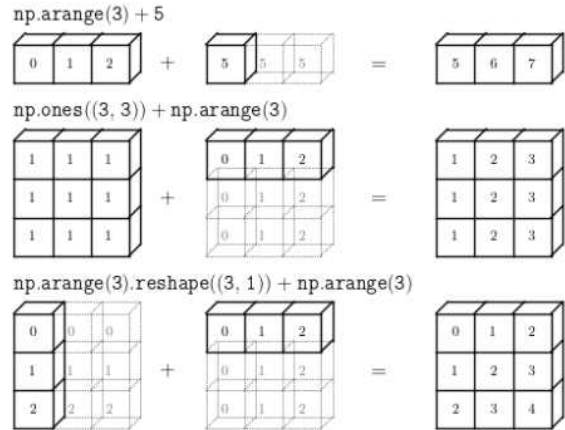 np.arange(3) + 5
0 1 2 + 5 5 5 = 5 6 7
np.ones((3, 3)) + np.arange(3)
1 1 1 0 1 2 1 2 3
1 1 1 + 0 1 2 = 1 2 3
1 1 1 0 1 2 1 2 3
np.arange(3).reshape((3, 1)) + np.arange(3)
0 0 0 0 1 2 0 1 2
1 1 1 + 0 1 2 = 1 2 3
2 2 2 0 1 2 2 3 4